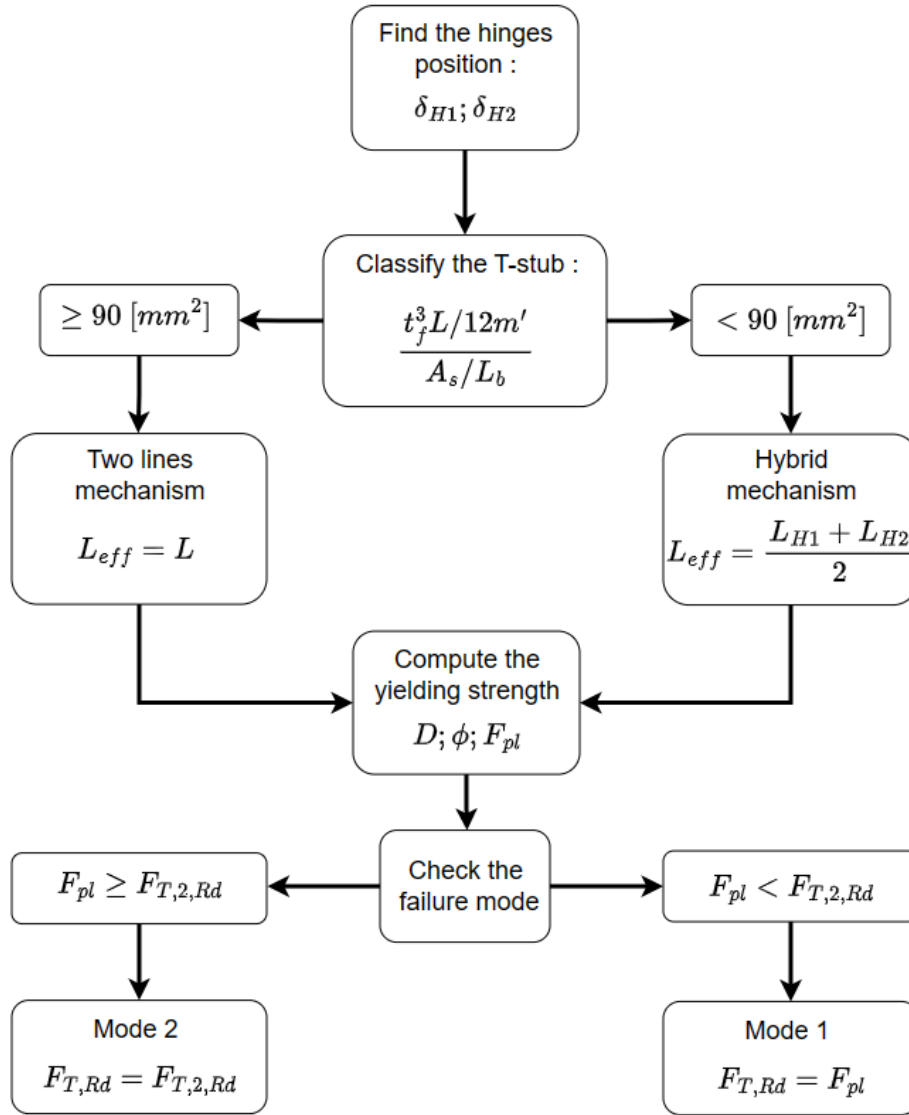 Find the hinges
position :
δ_{H1}; δ_{H2}
Classify the T-stub :
t_f^3 L/12m′
A_s/L_b
≥ 90 [mm^2]
< 90 [mm^2]
Two lines
mechanism
L_{eff} = L
Hybrid
mechanism
L_{eff} = \frac{L_{H1} + L_{H2}}{2}
Compute the
yielding strength
D; ϕ; F_{pl}
Check the
failure mode
F_{pl} ≥ F_{T,2,Rd}
F_{pl} < F_{T,2,Rd}
Mode 2
F_{T,Rd} = F_{T,2,Rd}
Mode 1
F_{T,Rd} = F_{pl}